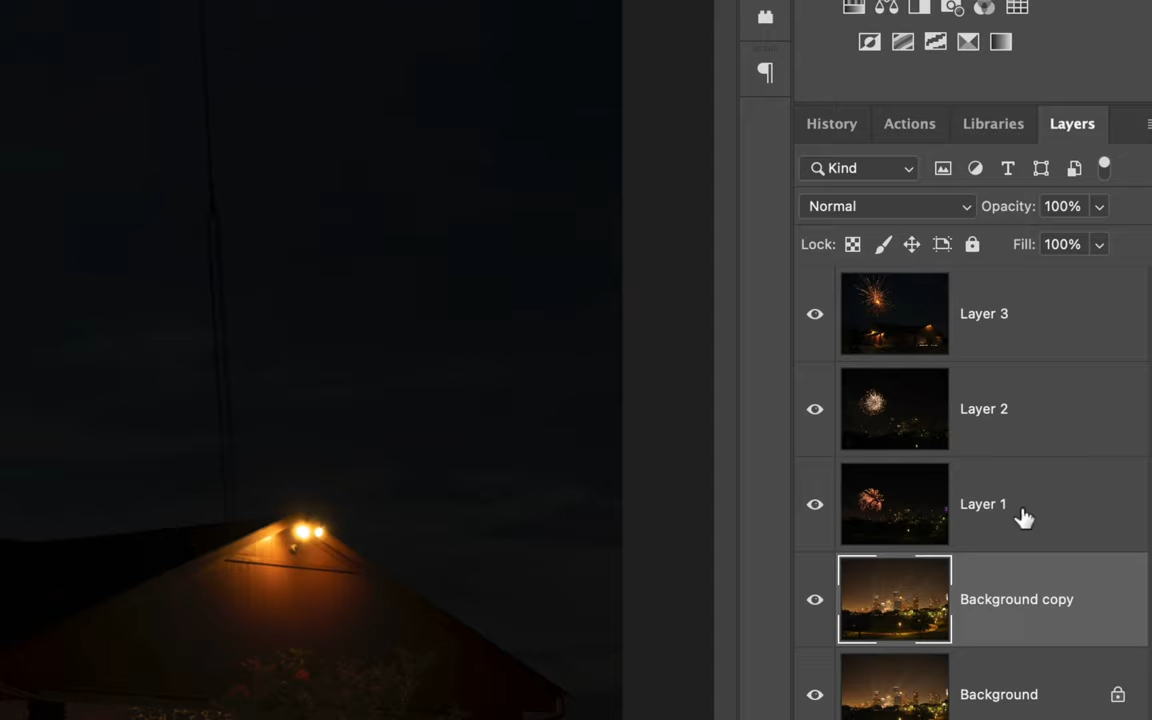 History Actions Libraries Layers
Kind
Normal Opacity: 100%
Lock: Fill: 100%
Layer 3
Layer 2
Layer 1
Background copy
Background